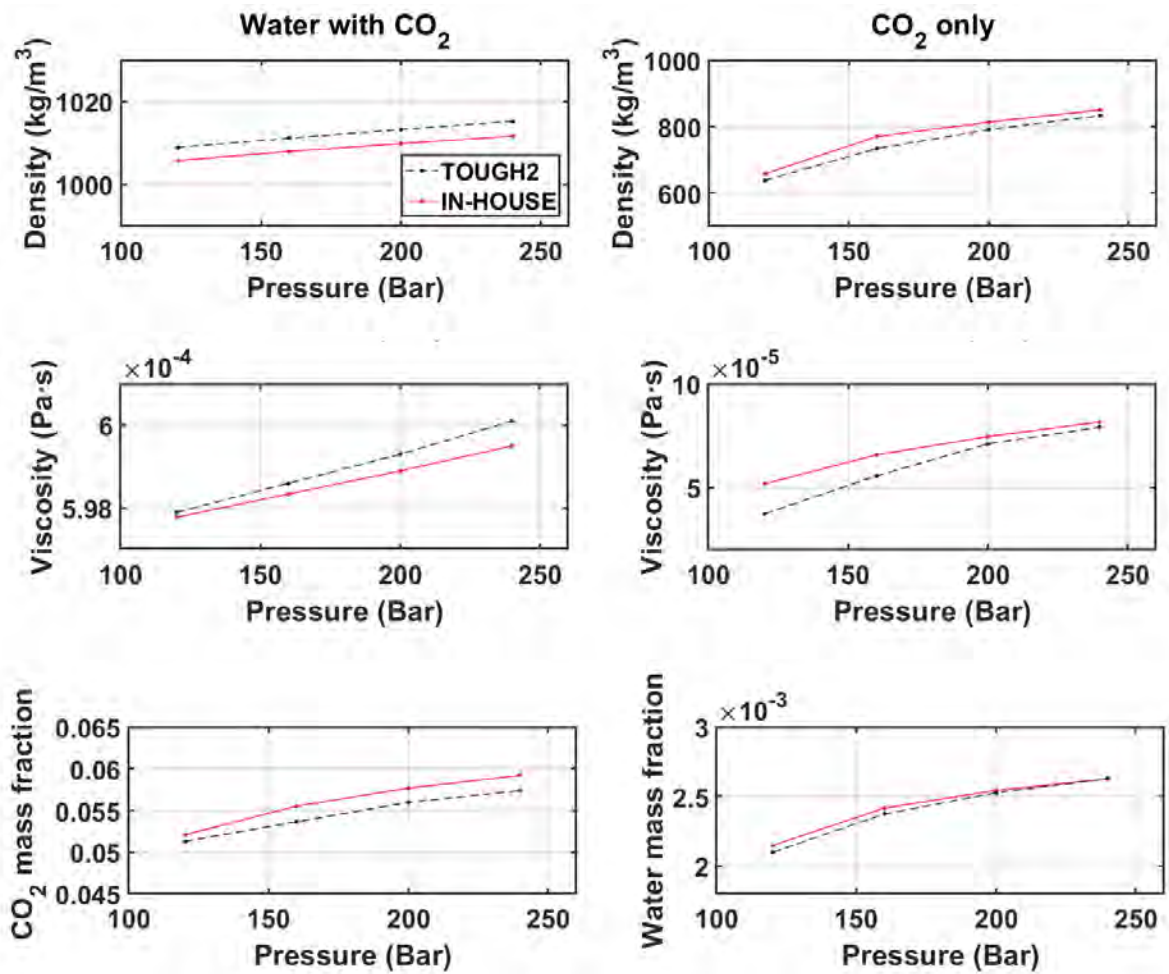 Water with CO2
CO2 only
Density (kg/m3)
1020
1000
100
150
200
250
Pressure (Bar)
TOUGH2
IN-HOUSE
Density (kg/m3)
1000
800
600
100
150
200
250
Pressure (Bar)
×10-4
Viscosity (Pa·s)
6
5.98
100
150
200
250
Pressure (Bar)
×10-5
Viscosity (Pa·s)
10
5
100
150
200
250
Pressure (Bar)
CO2 mass fraction
0.065
0.06
0.055
0.05
0.045
100
150
200
250
Pressure (Bar)
×10-3
Water mass fraction
3
2.5
2
100
150
200
250
Pressure (Bar)